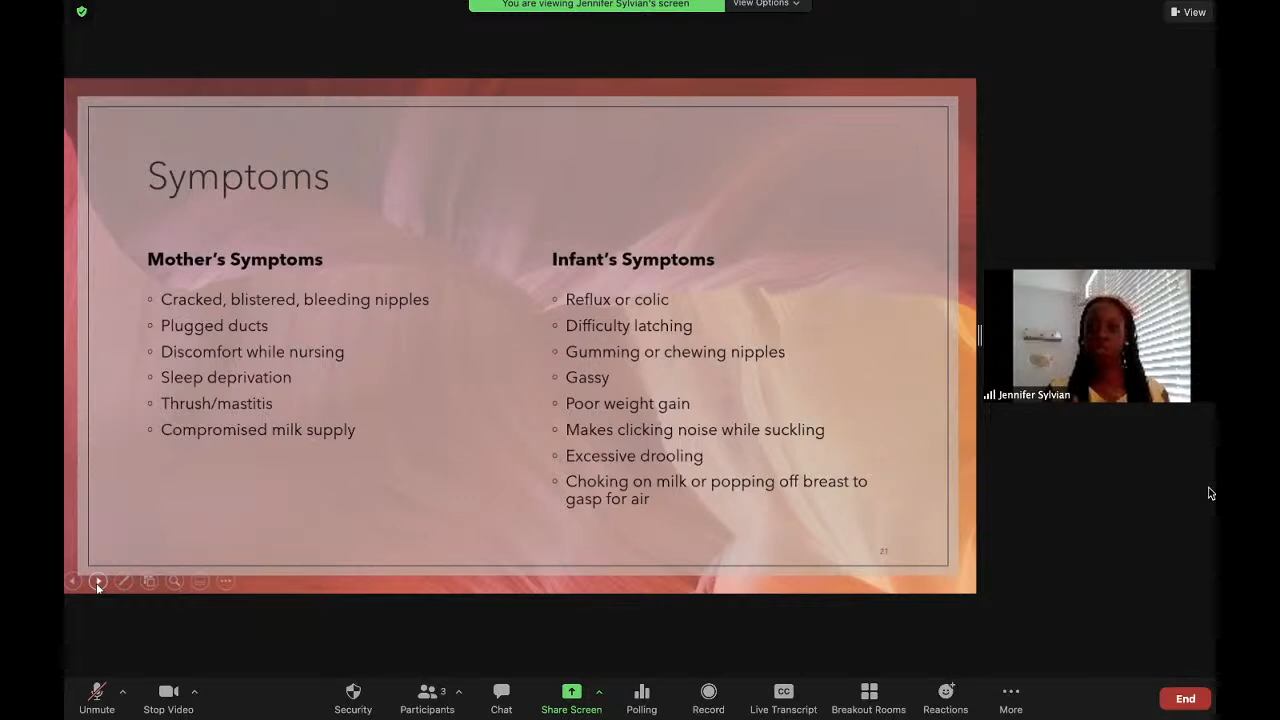 You are viewing Jennifer Sylvian's screen
View Options
View
Symptoms
Mother's Symptoms
Cracked, blistered, bleeding nipples
Plugged ducts
Discomfort while nursing
Sleep deprivation
Thrush/mastitis
Compromised milk supply
Infant's Symptoms
Reflux or colic
Difficulty latching
Gumming or chewing nipples
Gassy
Poor weight gain
Makes clicking noise while suckling
Excessive drooling
Choking on milk or popping off breast to
gasp for air
21
Jennifer Sylvian
Unmute
Stop Video
Security
Participants
3
Chat
Share Screen
Polling
Record
CC
Live Transcript
Breakout Rooms
Reactions
More
End